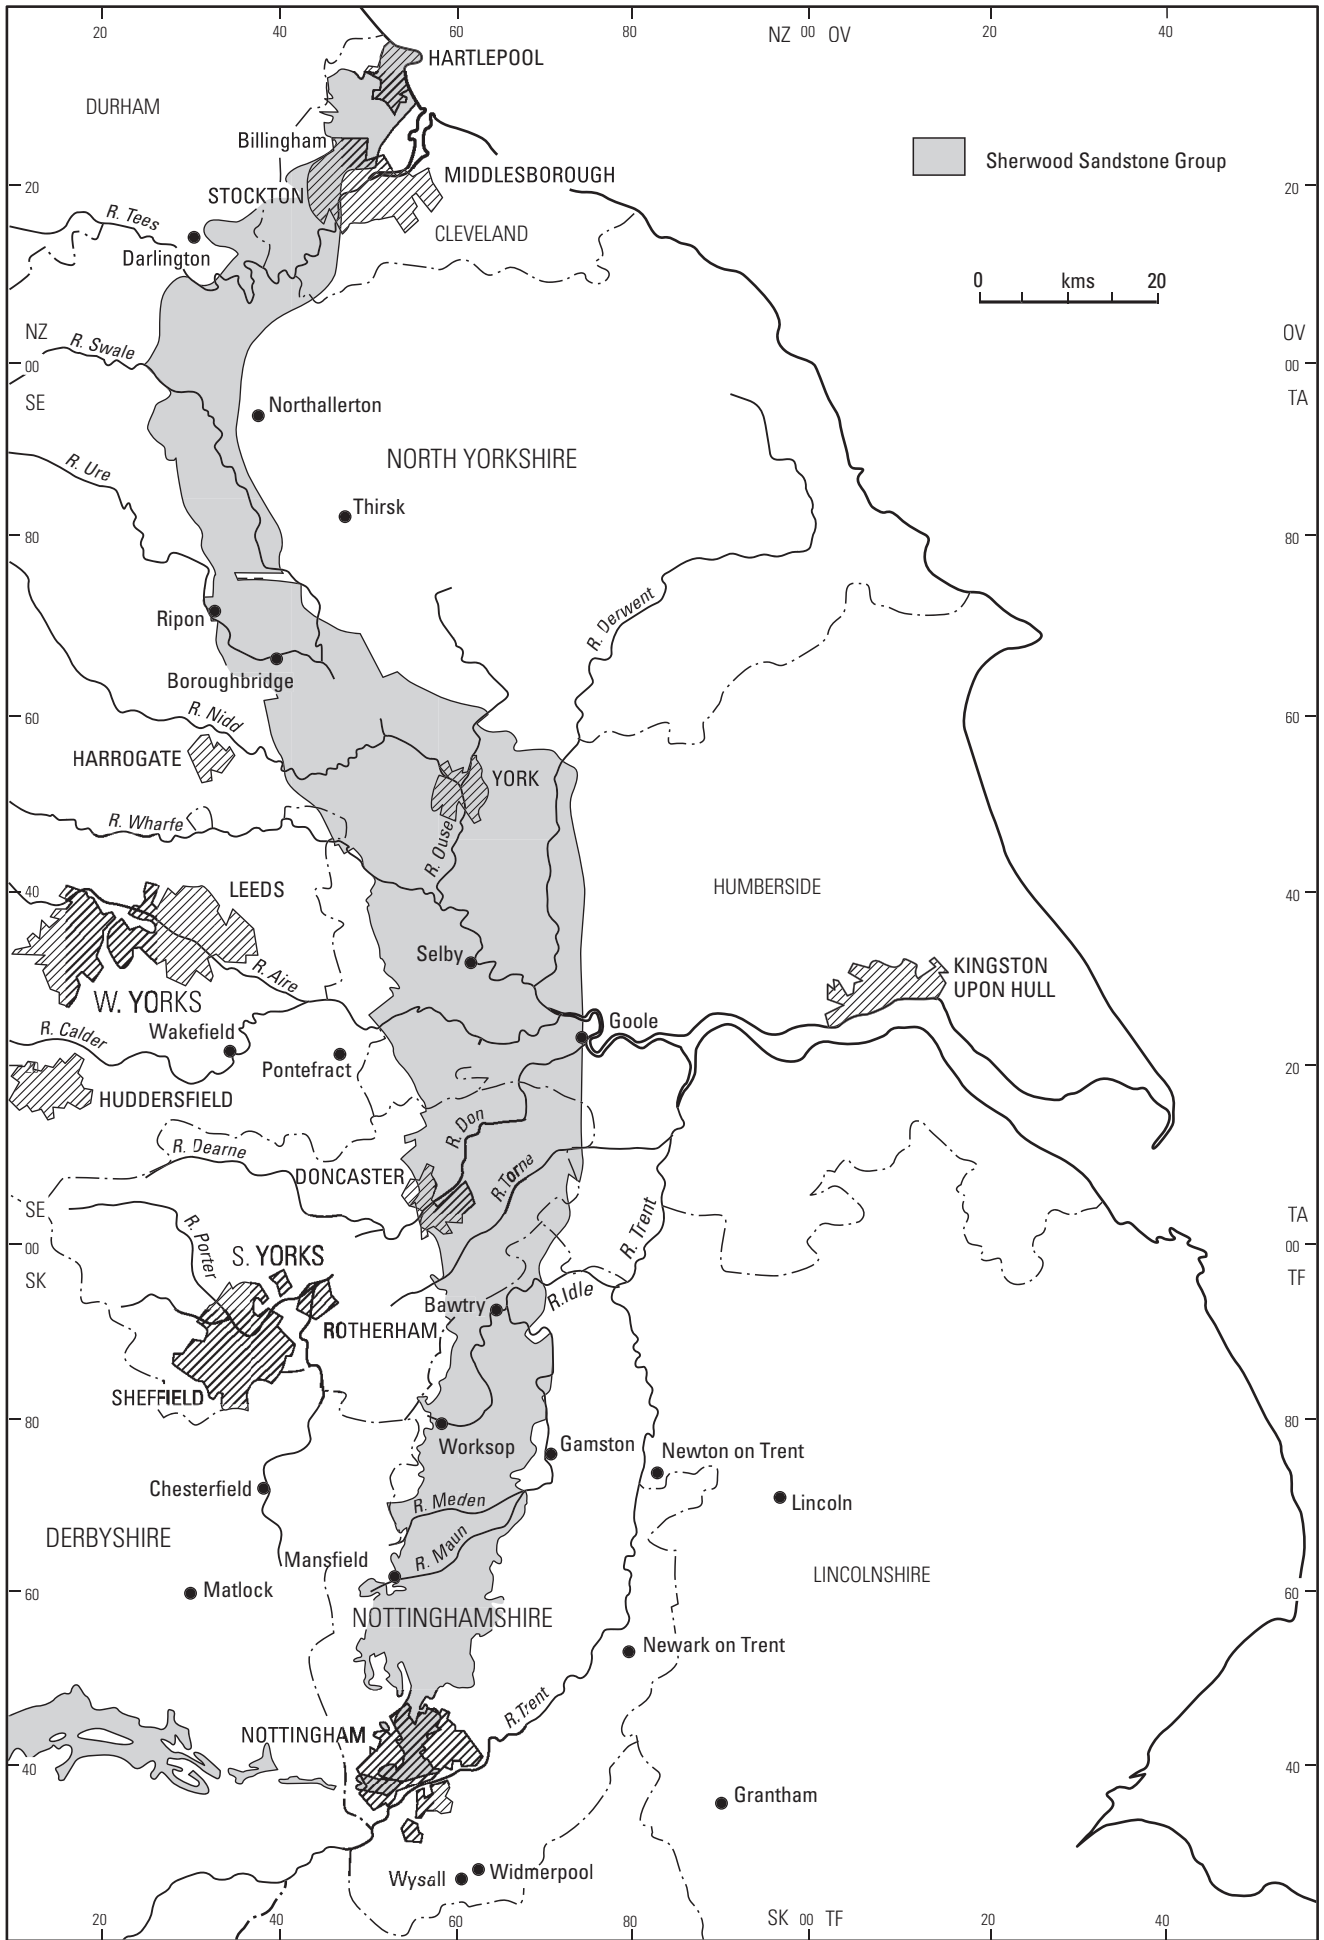 20
40
60
80
NZ
00
OV
20
40
HARTLEPOOL
DURHAM
Billingham
Sherwood Sandstone Group
MIDDLESBOROUGH
20
20
STOCKTON
R. Tees
CLEVELAND
Darlington
0
kms
20
NZ
OV
R. Swale
00
00
SE
TA
Northallerton
NORTH YORKSHIRE
R. Ure
Thirsk
80
80
R. Derwent
Ripon
Boroughbridge
R. Nidd
60
60
HARROGATE
YORK
R. Wharfe
R. Ouse
HUMBERSIDE
LEEDS
40
40
Selby
KINGSTON
UPON HULL
R. Aire
W. YORKS
Goole
R. Calder
Wakefield
Pontefract
20
20
HUDDERSFIELD
R. Don
R. Dearne
DONCASTER
R. Torne
SE
TA
R. Porter
R. Trent
S. YORKS
00
00
SK
TF
Bawtry
R. Idle
ROTHERHAM
SHEFFIELD
80
80
Worksop
Gamston
Newton on Trent
Chesterfield
R. Meden
Lincoln
DERBYSHIRE
R. Maun
Mansfield
LINCOLNSHIRE
Matlock
60
60
NOTTINGHAMSHIRE
Newark on Trent
R. Trent
NOTTINGHAM
40
40
Grantham
Wysall
Widmerpool
20
40
60
80
SK
00
TF
20
40